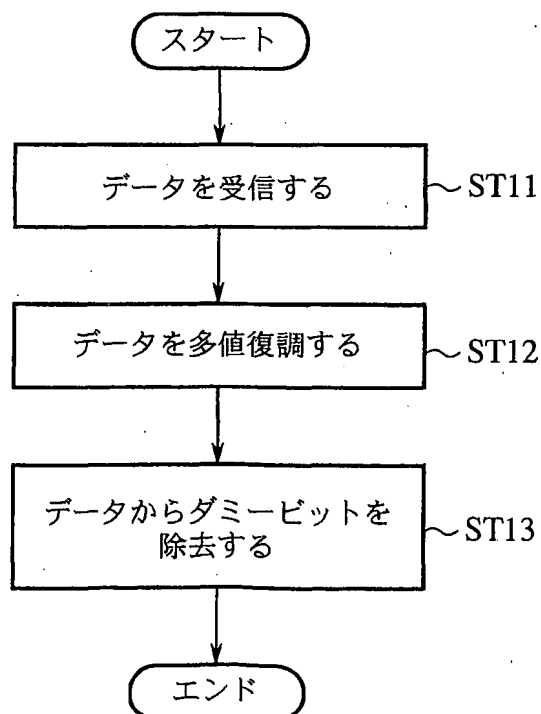 スタート
データを受信する
ST11
データを多値復調する
ST12
データからダミービットを
除去する
ST13
エンド